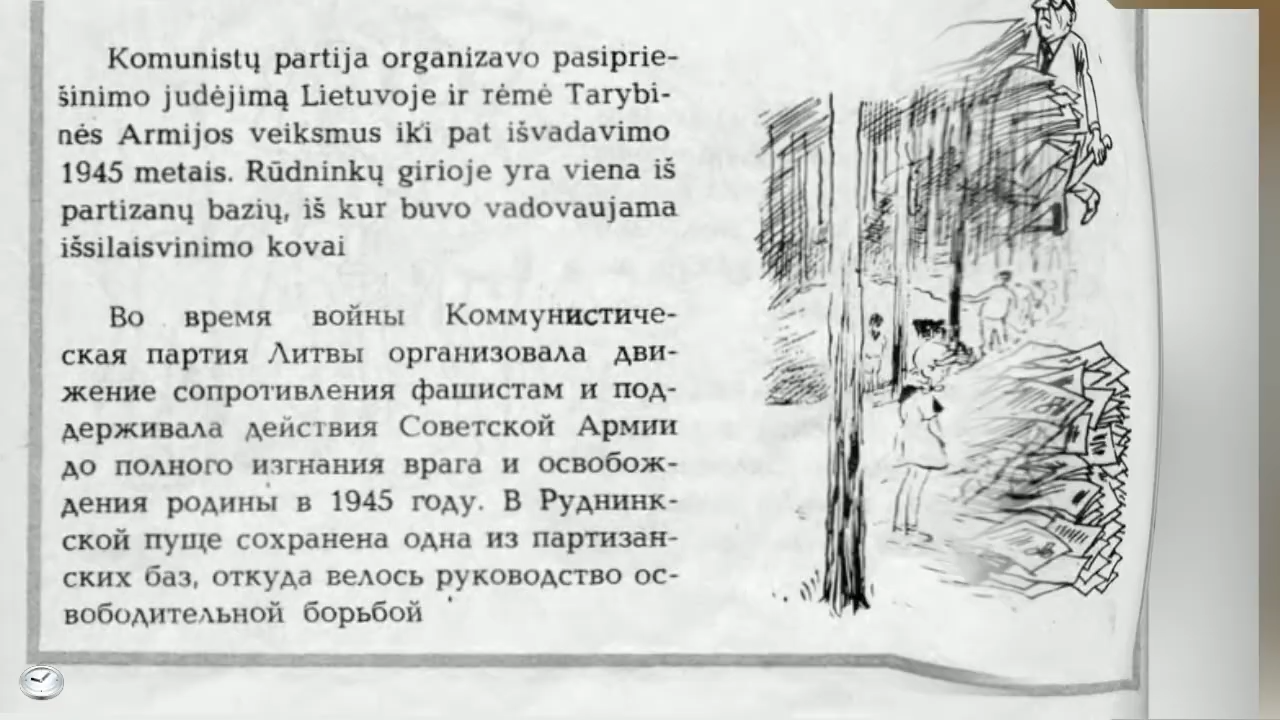 Komunistų partija organizavo pasiprie-
šinimo judėjimą Lietuvoje ir rėmė Tarybi-
nės Armijos veiksmus iki pat išvadavimo
1945 metais. Rūdninkų girioje yra viena iš
partizanų bazių, iš kur buvo vadovaujama
išsilaisvinimo kovai
Во время войны Коммунистиче-
ская партия Литвы организовала дви-
жение сопротивления фашистам и под-
держивала действия Советской Армии
до полного изгнания врага и освобож-
дения родины в 1945 году. В Руднинк-
ской пуще сохранена одна из партизан-
ских баз, откуда велось руководство ос-
вободительной борьбой